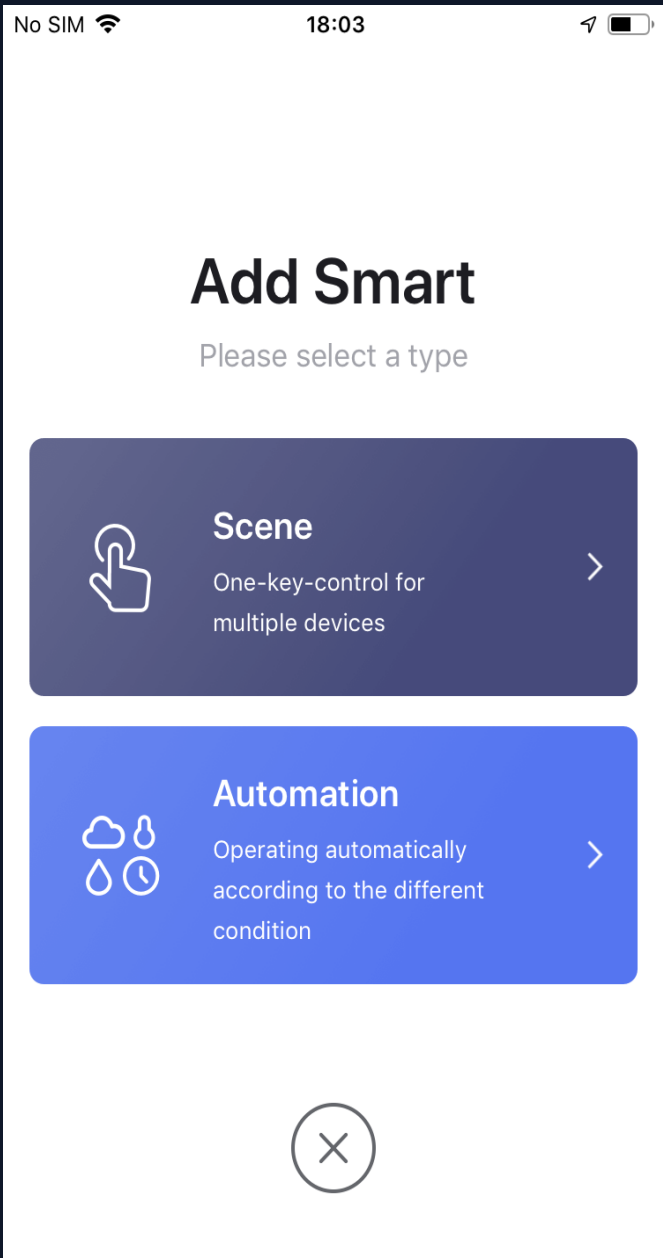 No SIM 18:03
Add Smart
Please select a type
Scene
One-key-control for
multiple devices
Automation
Operating automatically
according to the different
condition